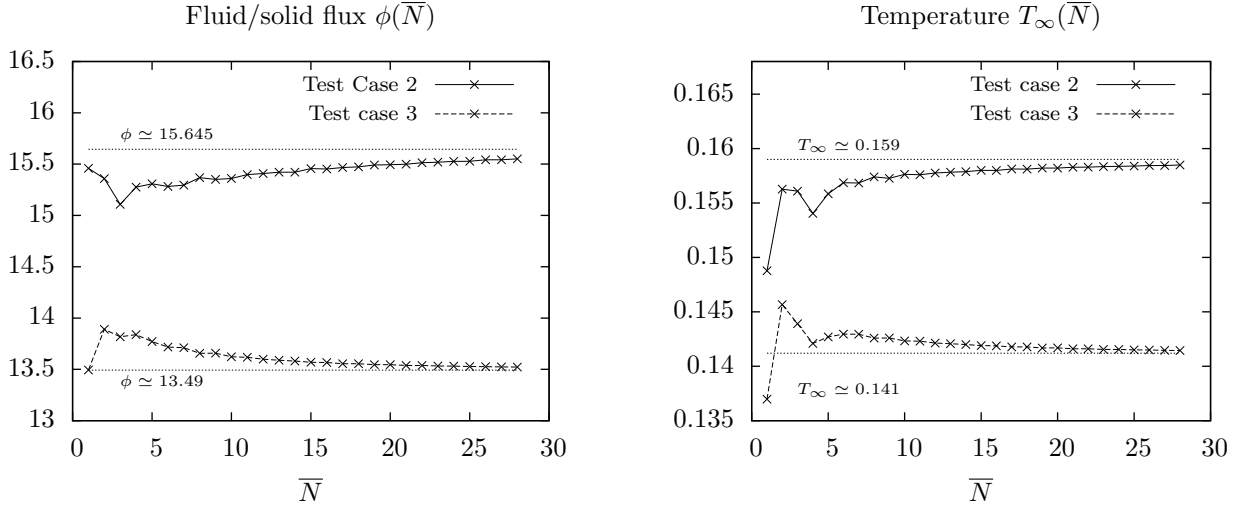 Fluid/solid flux ϕ(N̅)
16.5
16
15.5
15
14.5
14
13.5
13
Test Case 2
Test case 3
ϕ ≃ 15.645
ϕ ≃ 13.49
0 5 10 15 20 25 30
N̅
Temperature T∞(N̅)
0.165
0.16
0.155
0.15
0.145
0.14
0.135
Test case 2
Test case 3
T∞ ≃ 0.159
T∞ ≃ 0.141
0 5 10 15 20 25 30
N̅